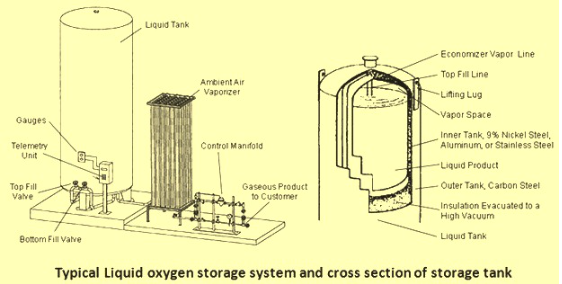 Liquid Tank
Ambient Air
Vaporizer
Gauges
Telemetry
Unit
Control Manifold
Top Fill
Valve
Gaseous Product
to Customer
Bottom Fill Valve
Economizer Vapor Line
Top Fill Line
Lifting Lug
Vapor Space
Inner Tank, 9% Nickel Steel,
Aluminum, or Stainless Steel
Liquid Product
Outer Tank, Carbon Steel
Insulation Evacuated to a
High Vacuum
Liquid Tank
Typical Liquid oxygen storage system and cross section of storage tank